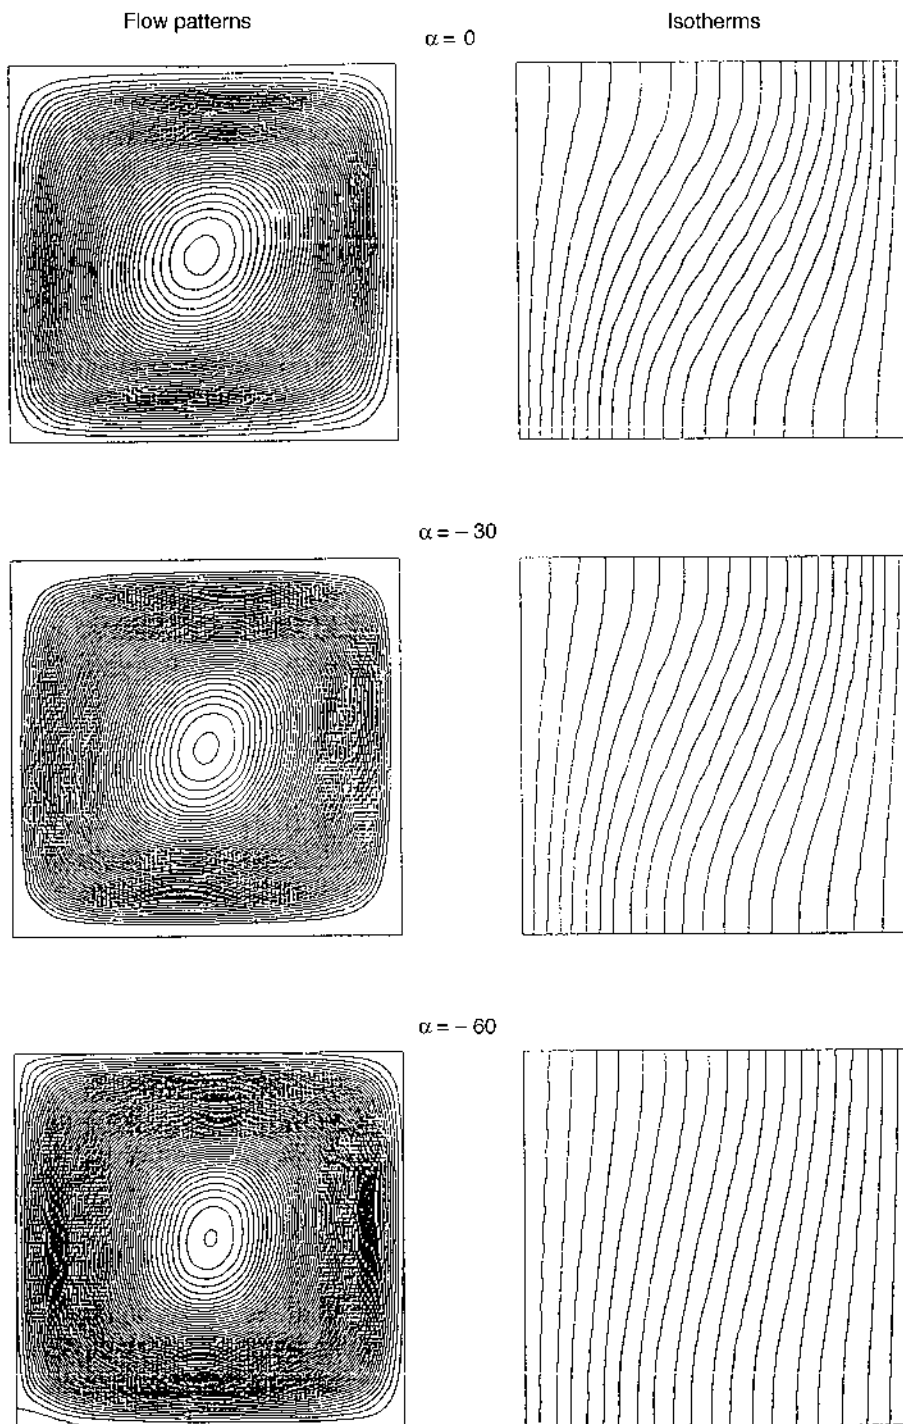 Flow patterns
Isotherms
α = 0
α = – 30
α = – 60